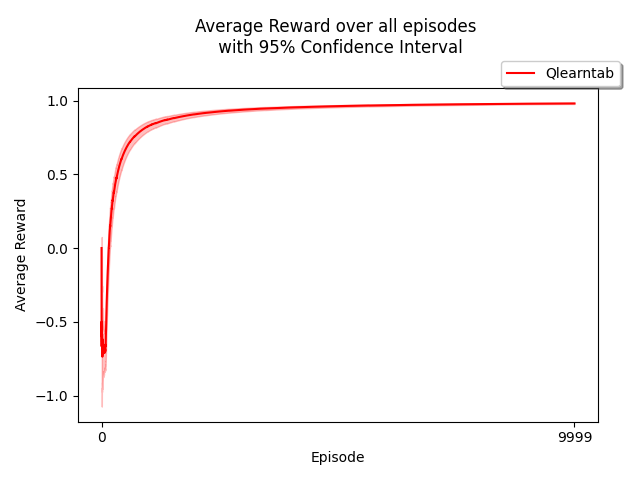 Average Reward over all episodes
with 95% Confidence Interval
Qlearntab
1.0
0.5
0.0
−0.5
−1.0
Average Reward
0
9999
Episode